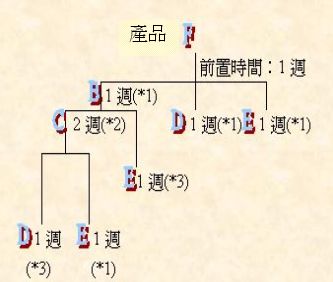 產品 F
前置時間：1 週
B 1 週(*1)
C 2 週(*2)
D 1 週(*1) E 1 週(*1)
E 1 週(*3)
D 1 週 E 1 週
(*3) (*1)